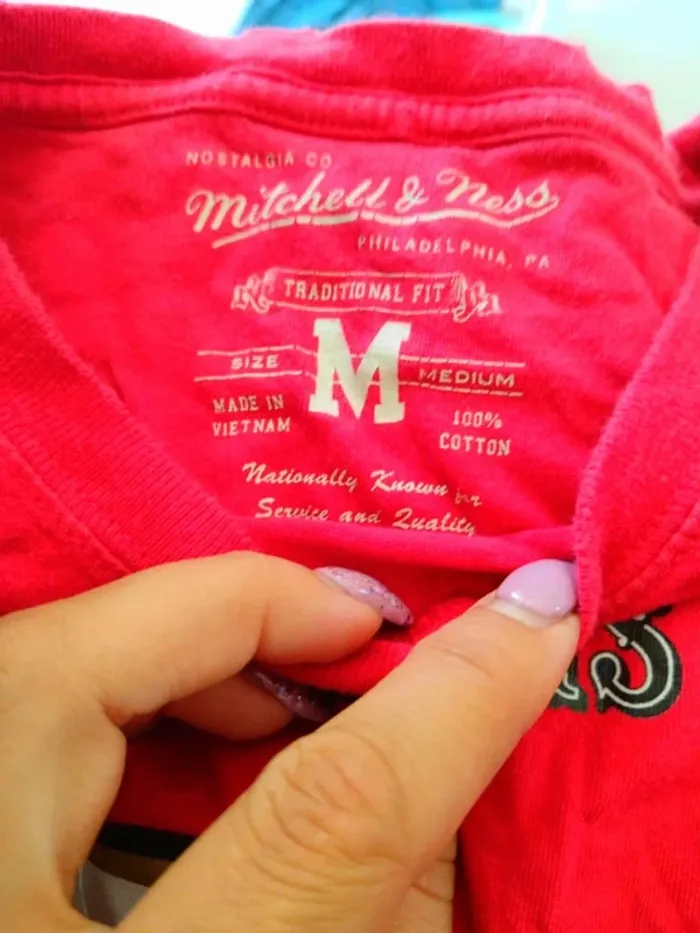 NOSTALGIA CO.
Mitchell & Ness
PHILADELPHIA, PA
TRADITIONAL FIT
SIZE M MEDIUM
MADE IN 100%
VIETNAM COTTON
Nationally Known for
Service and Quality
S